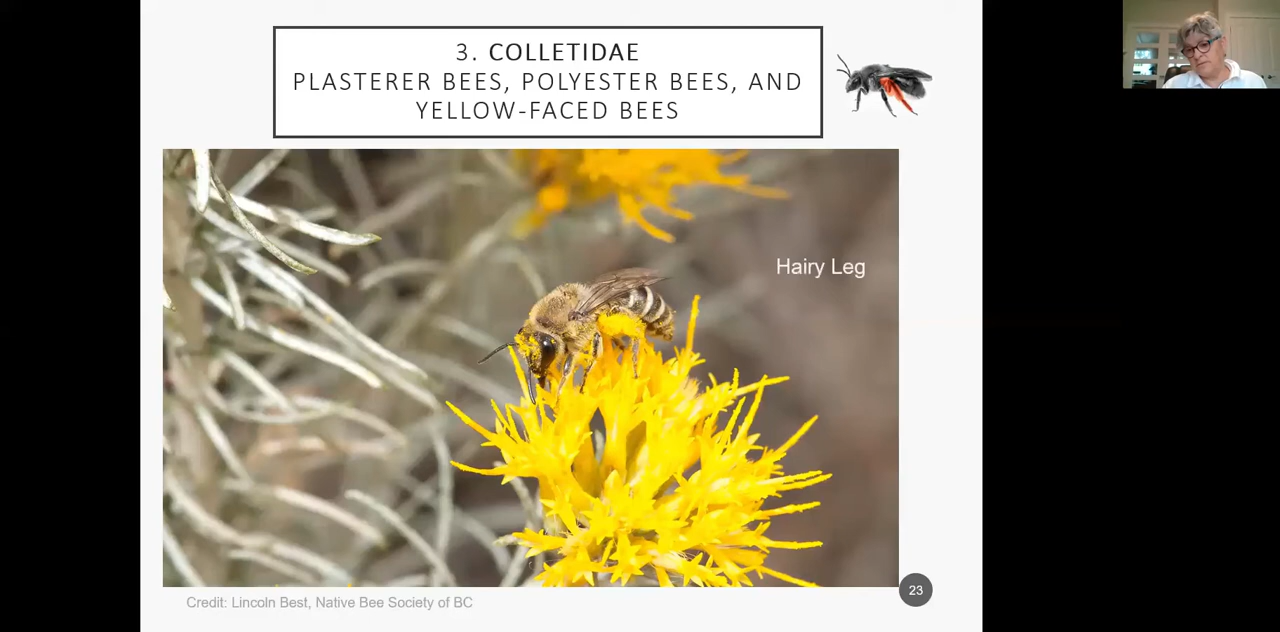 3. COLLETIDAE
PLASTERER BEES, POLYESTER BEES, AND
YELLOW-FACED BEES
Hairy Leg
Credit: Lincoln Best, Native Bee Society of BC
23